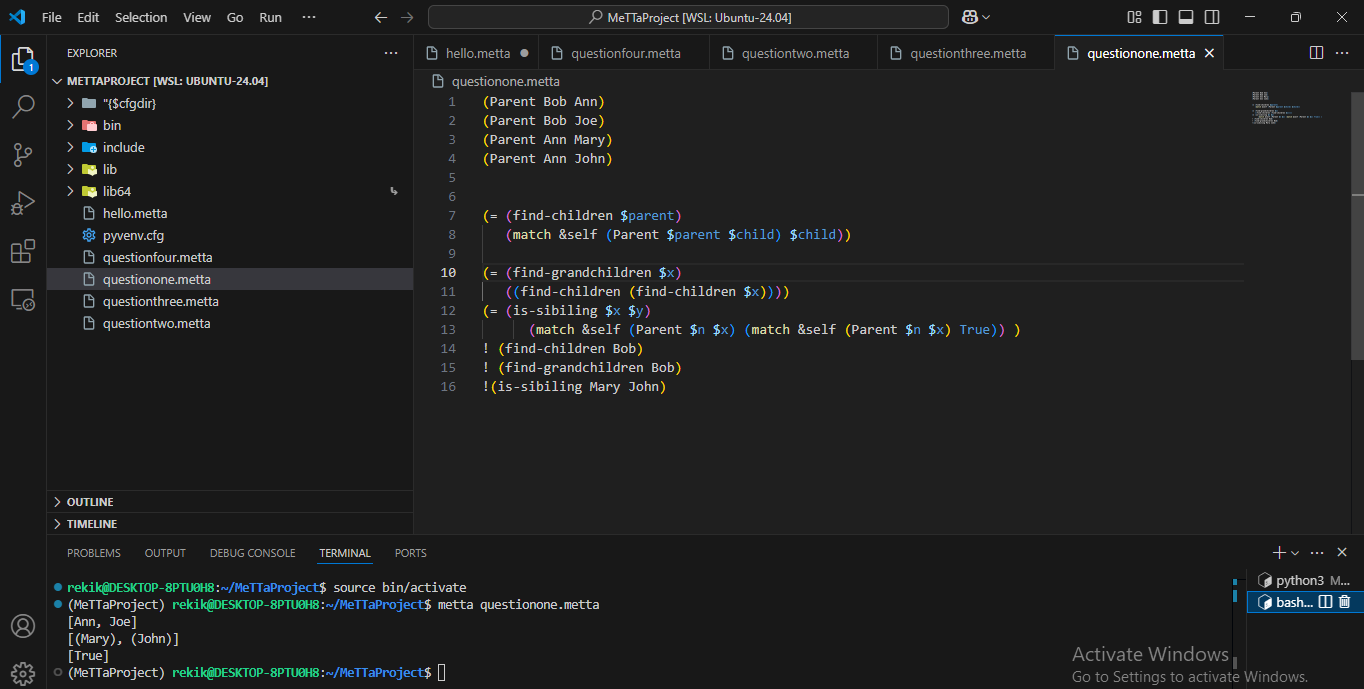 File Edit Selection View Go Run ··· ← → MeTTaProject [WSL: Ubuntu-24.04]
EXPLORER ···
1
METTAPROJECT [WSL: UBUNTU-24.04]
"{$cfgdir}
bin
include
lib
lib64
hello.metta
pyvenv.cfg
questionfour.metta
questionone.metta
questionthree.metta
questiontwo.metta
OUTLINE
TIMELINE
hello.metta ● questionfour.metta questiontwo.metta questionthree.metta questionone.metta ×
questionone.metta
1 (Parent Bob Ann)
2 (Parent Bob Joe)
3 (Parent Ann Mary)
4 (Parent Ann John)
5
6
7 (= (find-children $parent)
8 (match &self (Parent $parent $child) $child))
9
10 (= (find-grandchildren $x)
11 ((find-children (find-children $x))))
12 (= (is-sibiling $x $y)
13 (match &self (Parent $n $x) (match &self (Parent $n $x) True)) )
14 ! (find-children Bob)
15 ! (find-grandchildren Bob)
16 !(is-sibiling Mary John)
PROBLEMS OUTPUT DEBUG CONSOLE TERMINAL PORTS
rekik@DESKTOP-8PTU0H8:~/MeTTaProject$ source bin/activate
(MeTTaProject) rekik@DESKTOP-8PTU0H8:~/MeTTaProject$ metta questionone.metta
[Ann, Joe]
[(Mary), (John)]
[True]
(MeTTaProject) rekik@DESKTOP-8PTU0H8:~/MeTTaProject$
python3 M...
bash...
Activate Windows
Go to Settings to activate Windows.